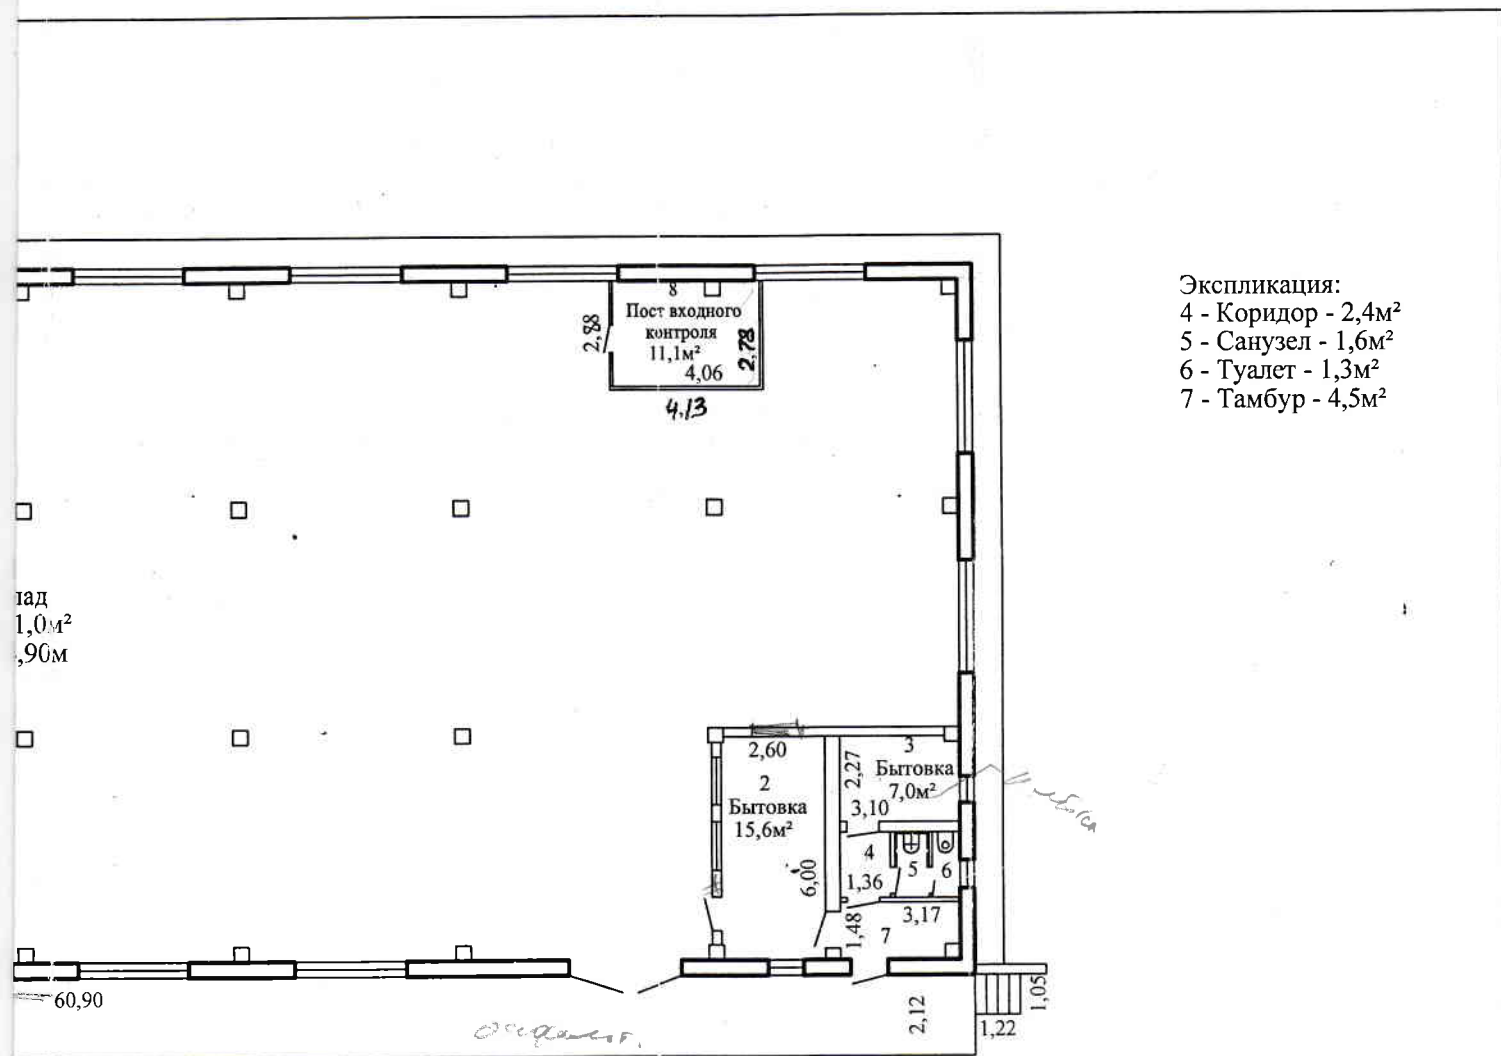 Экспликация:
4 - Коридор - 2,4м²
5 - Санузел - 1,6м²
6 - Туалет - 1,3м²
7 - Тамбур - 4,5м²
8
Пост входного
контроля
11,1м²
4,06
2,88
2,78
4.13
лад
1,0м²
,90м
2,60
2
Бытовка
15,6м²
6,00
3
Бытовка
7,0м²
2,27
3,10
4
1,36
5
6
3,17
1,48
7
60,90
2,12
1,22
1,05